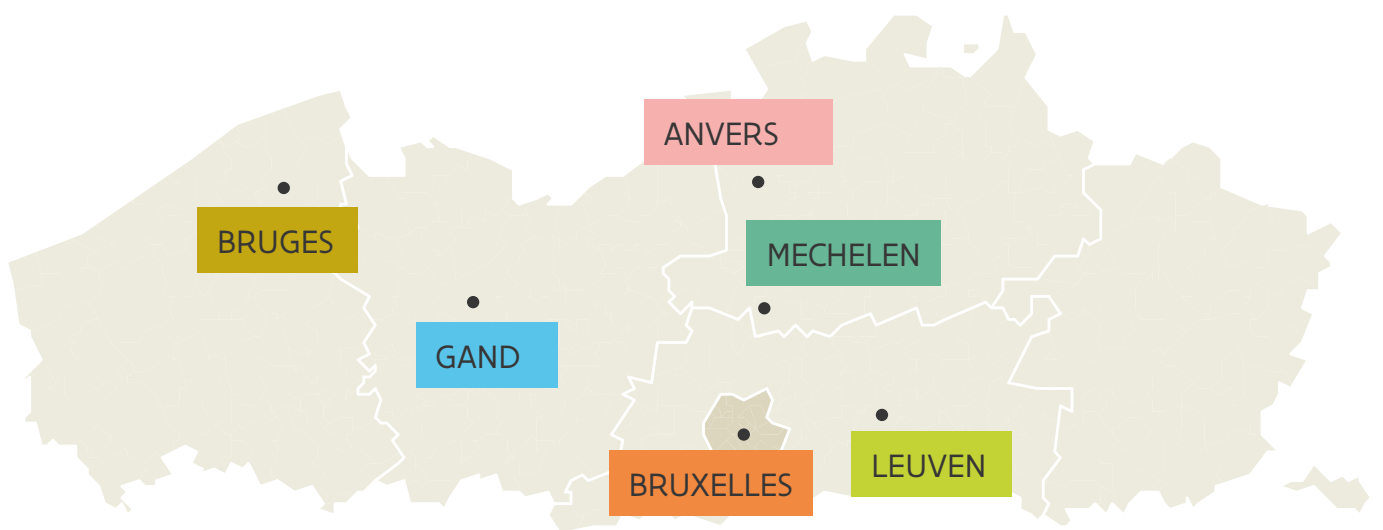 ANVERS
BRUGES
MECHELEN
GAND
LEUVEN
BRUXELLES